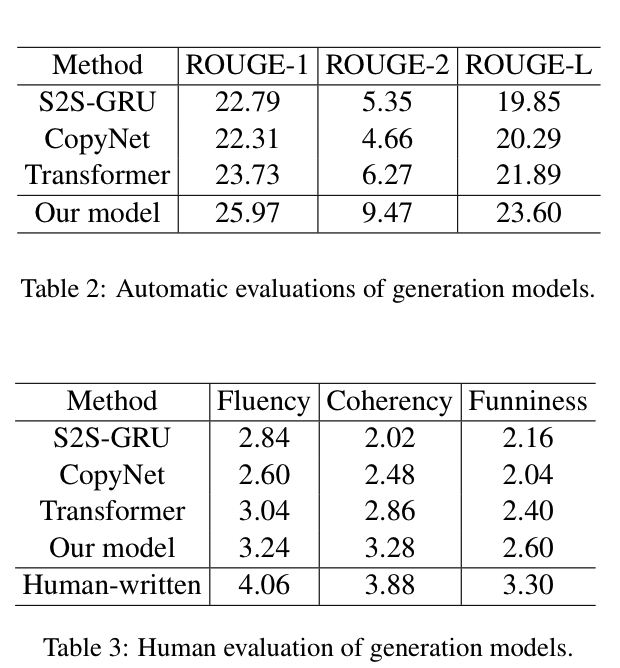 Method ROUGE-1 ROUGE-2 ROUGE-L
S2S-GRU 22.79 5.35 19.85
CopyNet 22.31 4.66 20.29
Transformer 23.73 6.27 21.89
Our model 25.97 9.47 23.60
Table 2: Automatic evaluations of generation models.
Method Fluency Coherency Funniness
S2S-GRU 2.84 2.02 2.16
CopyNet 2.60 2.48 2.04
Transformer 3.04 2.86 2.40
Our model 3.24 3.28 2.60
Human-written 4.06 3.88 3.30
Table 3: Human evaluation of generation models.